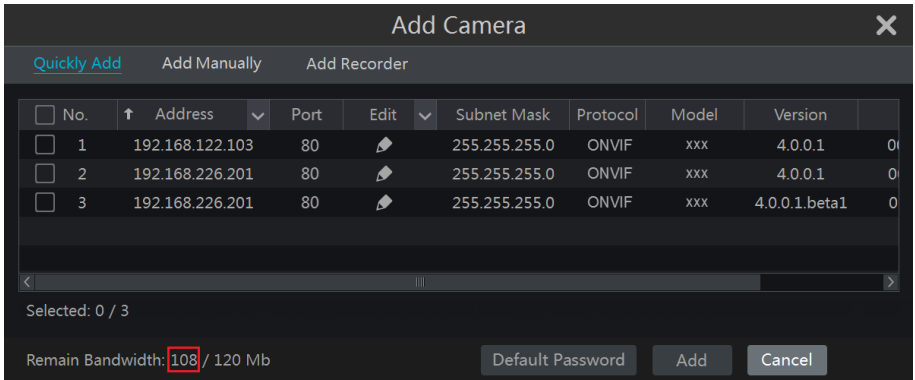 Add Camera
Quickly Add Add Manually Add Recorder
No. Address Port Edit Subnet Mask Protocol Model Version
1 192.168.122.103 80 255.255.255.0 ONVIF xxx 4.0.0.1
2 192.168.226.201 80 255.255.255.0 ONVIF xxx 4.0.0.1
3 192.168.226.201 80 255.255.255.0 ONVIF xxx 4.0.0.1.beta1
Selected: 0 / 3
Remain Bandwidth: 108 / 120 Mb Default Password Add Cancel